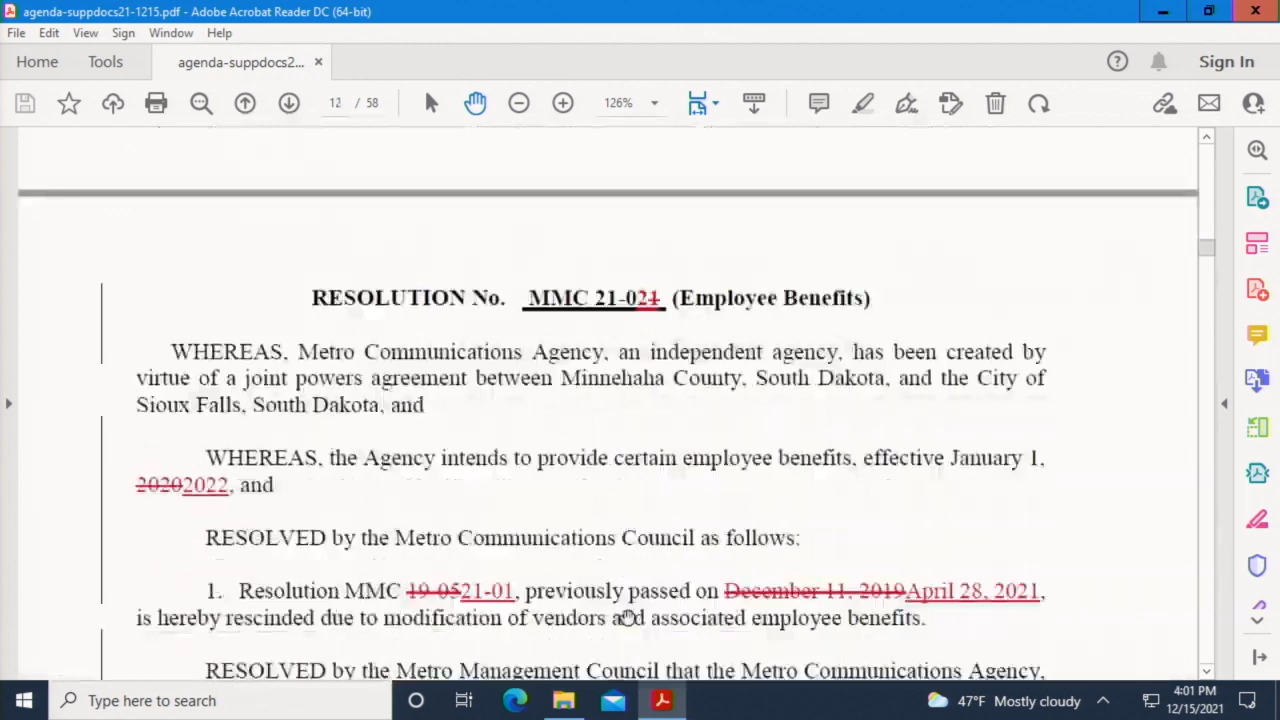 agenda-suppdocs21-1215.pdf - Adobe Acrobat Reader DC (64-bit)
File Edit View Sign Window Help
Home Tools agenda-suppdocs2... × Sign In
12 / 58 126%
RESOLUTION No. MMC 21-021 (Employee Benefits)
WHEREAS, Metro Communications Agency, an independent agency, has been created by
virtue of a joint powers agreement between Minnehaha County, South Dakota, and the City of
Sioux Falls, South Dakota, and
WHEREAS, the Agency intends to provide certain employee benefits, effective January 1,
20202022, and
RESOLVED by the Metro Communications Council as follows:
1. Resolution MMC 19-0521-01, previously passed on December 11, 2019April 28, 2021,
is hereby rescinded due to modification of vendors and associated employee benefits.
RESOLVED by the Metro Management Council that the Metro Communications Agency,
Type here to search
47°F Mostly cloudy
4:01 PM
12/15/2021